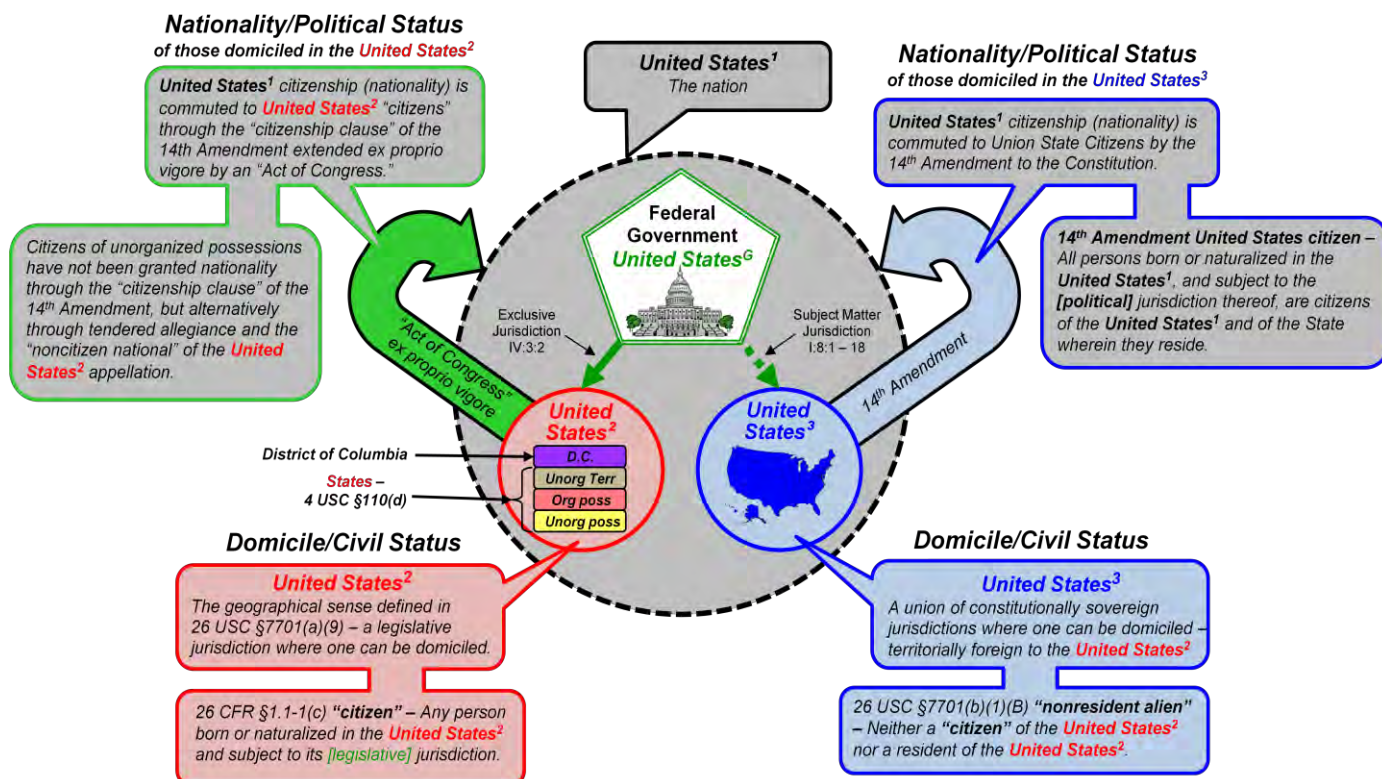 Nationality/Political Status
of those domiciled in the United States²
United States¹ citizenship (nationality) is
commuted to United States² “citizens”
through the “citizenship clause” of the
14th Amendment extended ex proprio
vigore by an “Act of Congress.”
Citizens of unorganized possessions
have not been granted nationality
through the “citizenship clause” of the
14th Amendment, but alternatively
through tendered allegiance and the
“noncitizen national” of the United
States² appellation.
United States¹
The nation
Nationality/Political Status
of those domiciled in the United States³
United States¹ citizenship (nationality) is
commuted to Union State Citizens by the
14th Amendment to the Constitution.
14th Amendment United States citizen –
All persons born or naturalized in the
United States¹, and subject to the
[political] jurisdiction thereof, are citizens
of the United States¹ and of the State
wherein they reside.
Federal
Government
United Statesᴳ
Exclusive
Jurisdiction
IV:3:2
Subject Matter
Jurisdiction
I:8:1 – 18
“Act of Congress”
ex proprio vigore
14th Amendment
United
States²
D.C.
Unorg Terr
Org poss
Unorg poss
District of Columbia
States –
4 USC §110(d)
United
States³
Domicile/Civil Status
United States²
The geographical sense defined in
26 USC §7701(a)(9) – a legislative
jurisdiction where one can be domiciled.
26 CFR §1.1-1(c) “citizen” – Any person
born or naturalized in the United States²
and subject to its [legislative] jurisdiction.
Domicile/Civil Status
United States³
A union of constitutionally sovereign
jurisdictions where one can be domiciled –
territorially foreign to the United States²
26 USC §7701(b)(1)(B) “nonresident alien”
– Neither a “citizen” of the United States²
nor a resident of the United States².